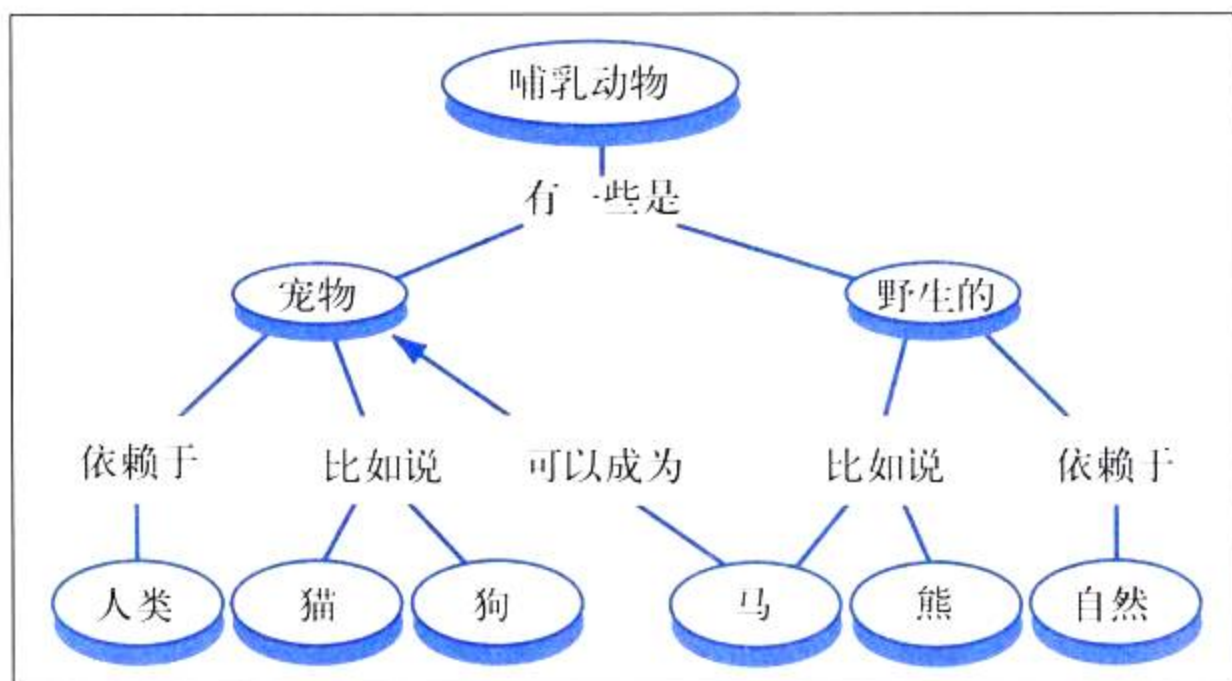 哺乳动物
有一些是
宠物 野生的
依赖于 比如说 可以成为 比如说 依赖于
人类 猫 狗 马 熊 自然